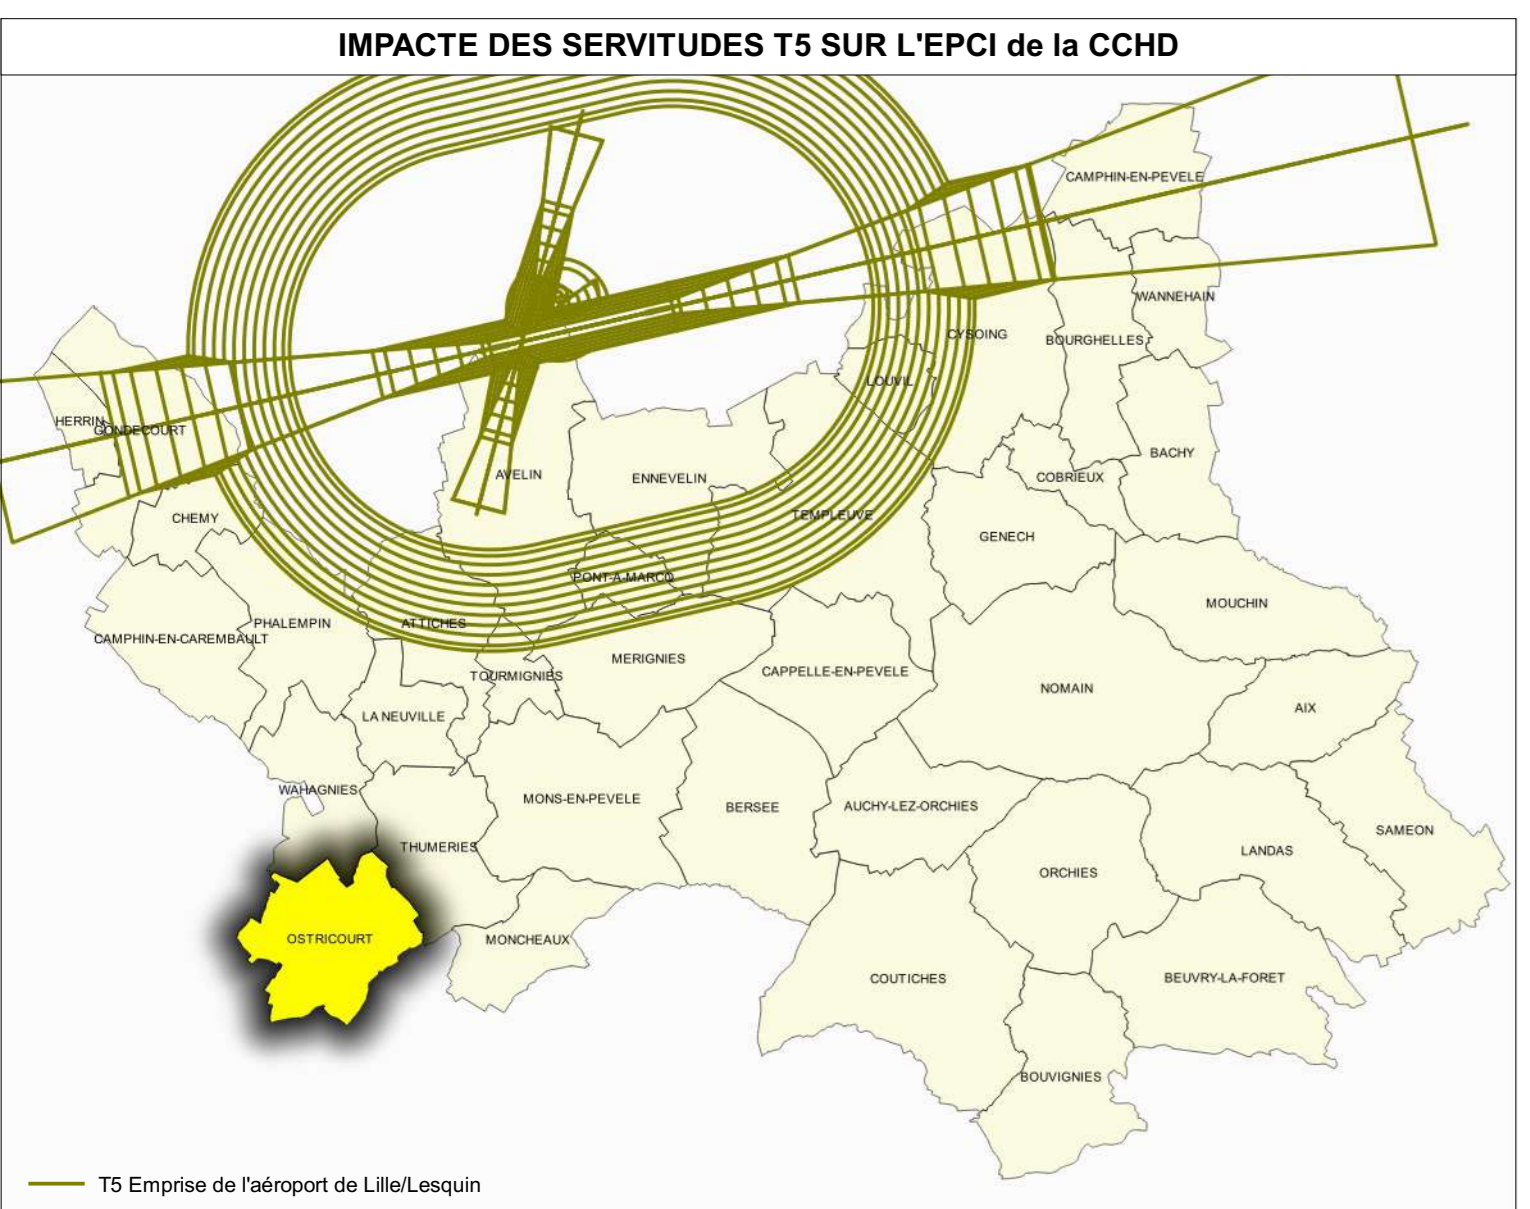 IMPACTE DES SERVITUDES T5 SUR L'EPCI de la CCHD
CAMPHIN-EN-PEVELE
WANNEHAIN
CYSOING
BOURGHELLES
LOUVIL
HERRIN
GONDECOURT
BACHY
AVELIN
ENNEVELIN
COBRIEUX
CHEMY
TEMPLEUVE
GENECH
PONT-A-MARCQ
MOUCHIN
PHALEMPIN
ATTICHES
CAMPHIN-EN-CAREMBAULT
MERIGNIES
CAPPELLE-EN-PEVELE
TOURMIGNIES
NOMAIN
AIX
LA NEUVILLE
WAHAGNIES
MONS-EN-PEVELE
BERSEE
AUCHY-LEZ-ORCHIES
SAMEON
THUMERIES
LANDAS
ORCHIES
OSTRICOURT
MONCHEAUX
COUTICHES
BEUVRY-LA-FORET
BOUVIGNIES
T5 Emprise de l'aéroport de Lille/Lesquin